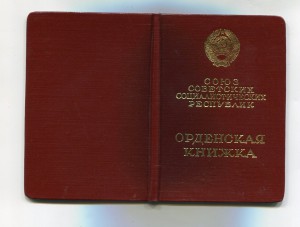 СОЮЗ
СОВЕТСКИХ
СОЦИАЛИСТИЧЕСКИХ
РЕСПУБЛИК
ОРДЕНСКАЯ
КНИЖКА